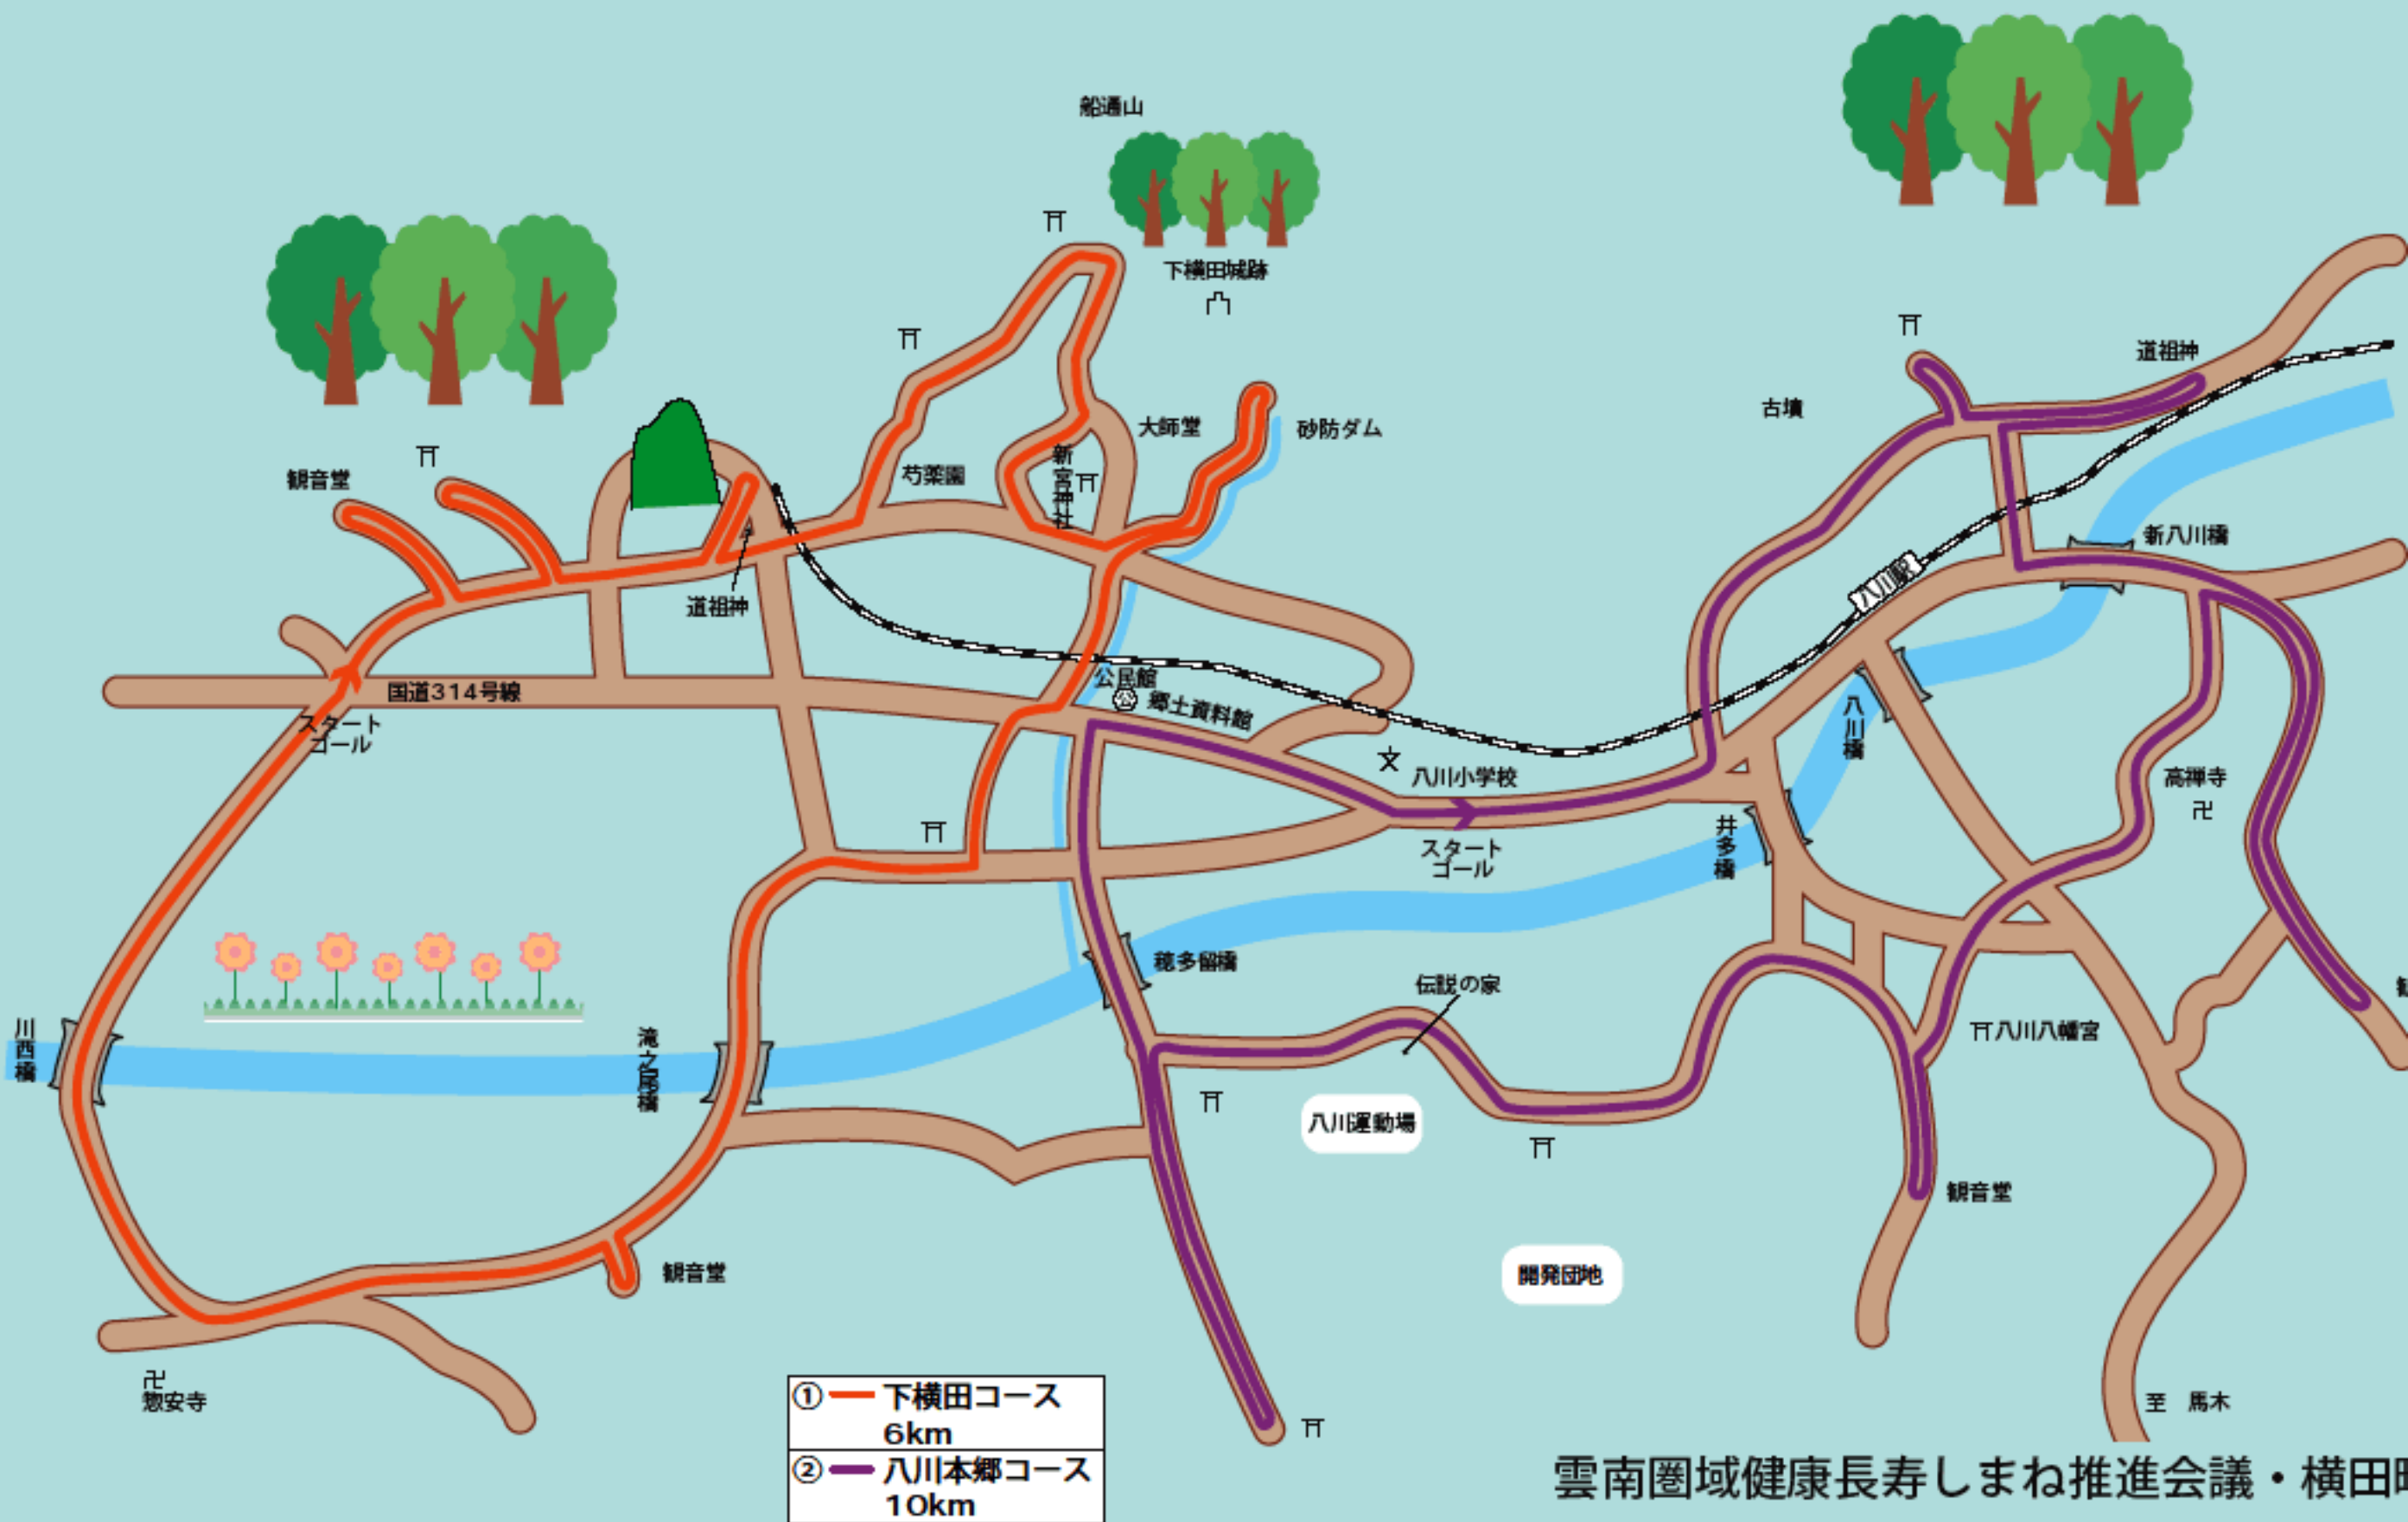 船通山
下横田城跡
道祖神
古墳
大師堂
砂防ダム
新宮神社
芍薬園
観音堂
道祖神
新八川橋
八川駅
公民館
公
郷土資料館
国道314号線
スタート
ゴール
八川橋
八川小学校
高禅寺
井多橋
スタート
ゴール
穂多留橋
伝説の家
川西橋
滝之尾橋
八川八幡宮
八川運動場
観音堂
観音堂
開発団地
惣安寺
至 馬木
① 下横田コース
6km
② 八川本郷コース
10km
雲南圏域健康長寿しまね推進会議・横田